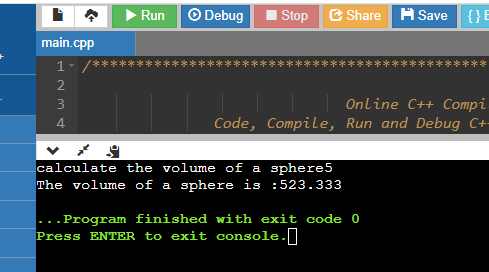 Run Debug Stop Share Save { }
main.cpp
1 /********************************************
2
3 Online C++ Compi
4 Code, Compile, Run and Debug C+
calculate the volume of a sphere5
The volume of a sphere is :523.333
...Program finished with exit code 0
Press ENTER to exit console.